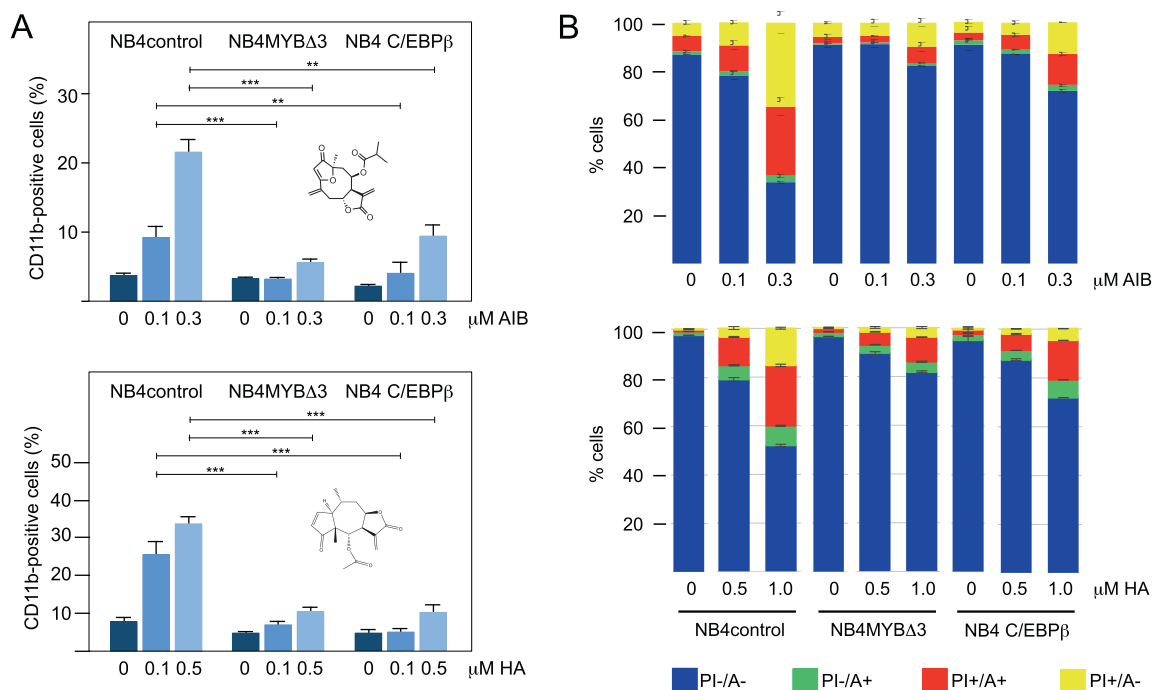 A
NB4control NB4MYBΔ3 NB4 C/EBPβ
**
***
**
***
CD11b-positive cells (%)
30
20
10
O
O
O
O
O
0 0.1 0.3 0 0.1 0.3 0 0.1 0.3 μM AIB
NB4control NB4MYBΔ3 NB4 C/EBPβ
***
***
***
***
CD11b-positive cells (%)
50
40
30
20
10
H
O
O
O
O
O
0 0.1 0.5 0 0.1 0.5 0 0.1 0.5 μM HA
B
% cells
100
80
60
40
20
0 0.1 0.3 0 0.1 0.3 0 0.1 0.3 μM AIB
% cells
100
80
60
40
20
0 0.5 1.0 0 0.5 1.0 0 0.5 1.0 μM HA
NB4control NB4MYBΔ3 NB4 C/EBPβ
PI-/A- PI-/A+ PI+/A+ PI+/A-